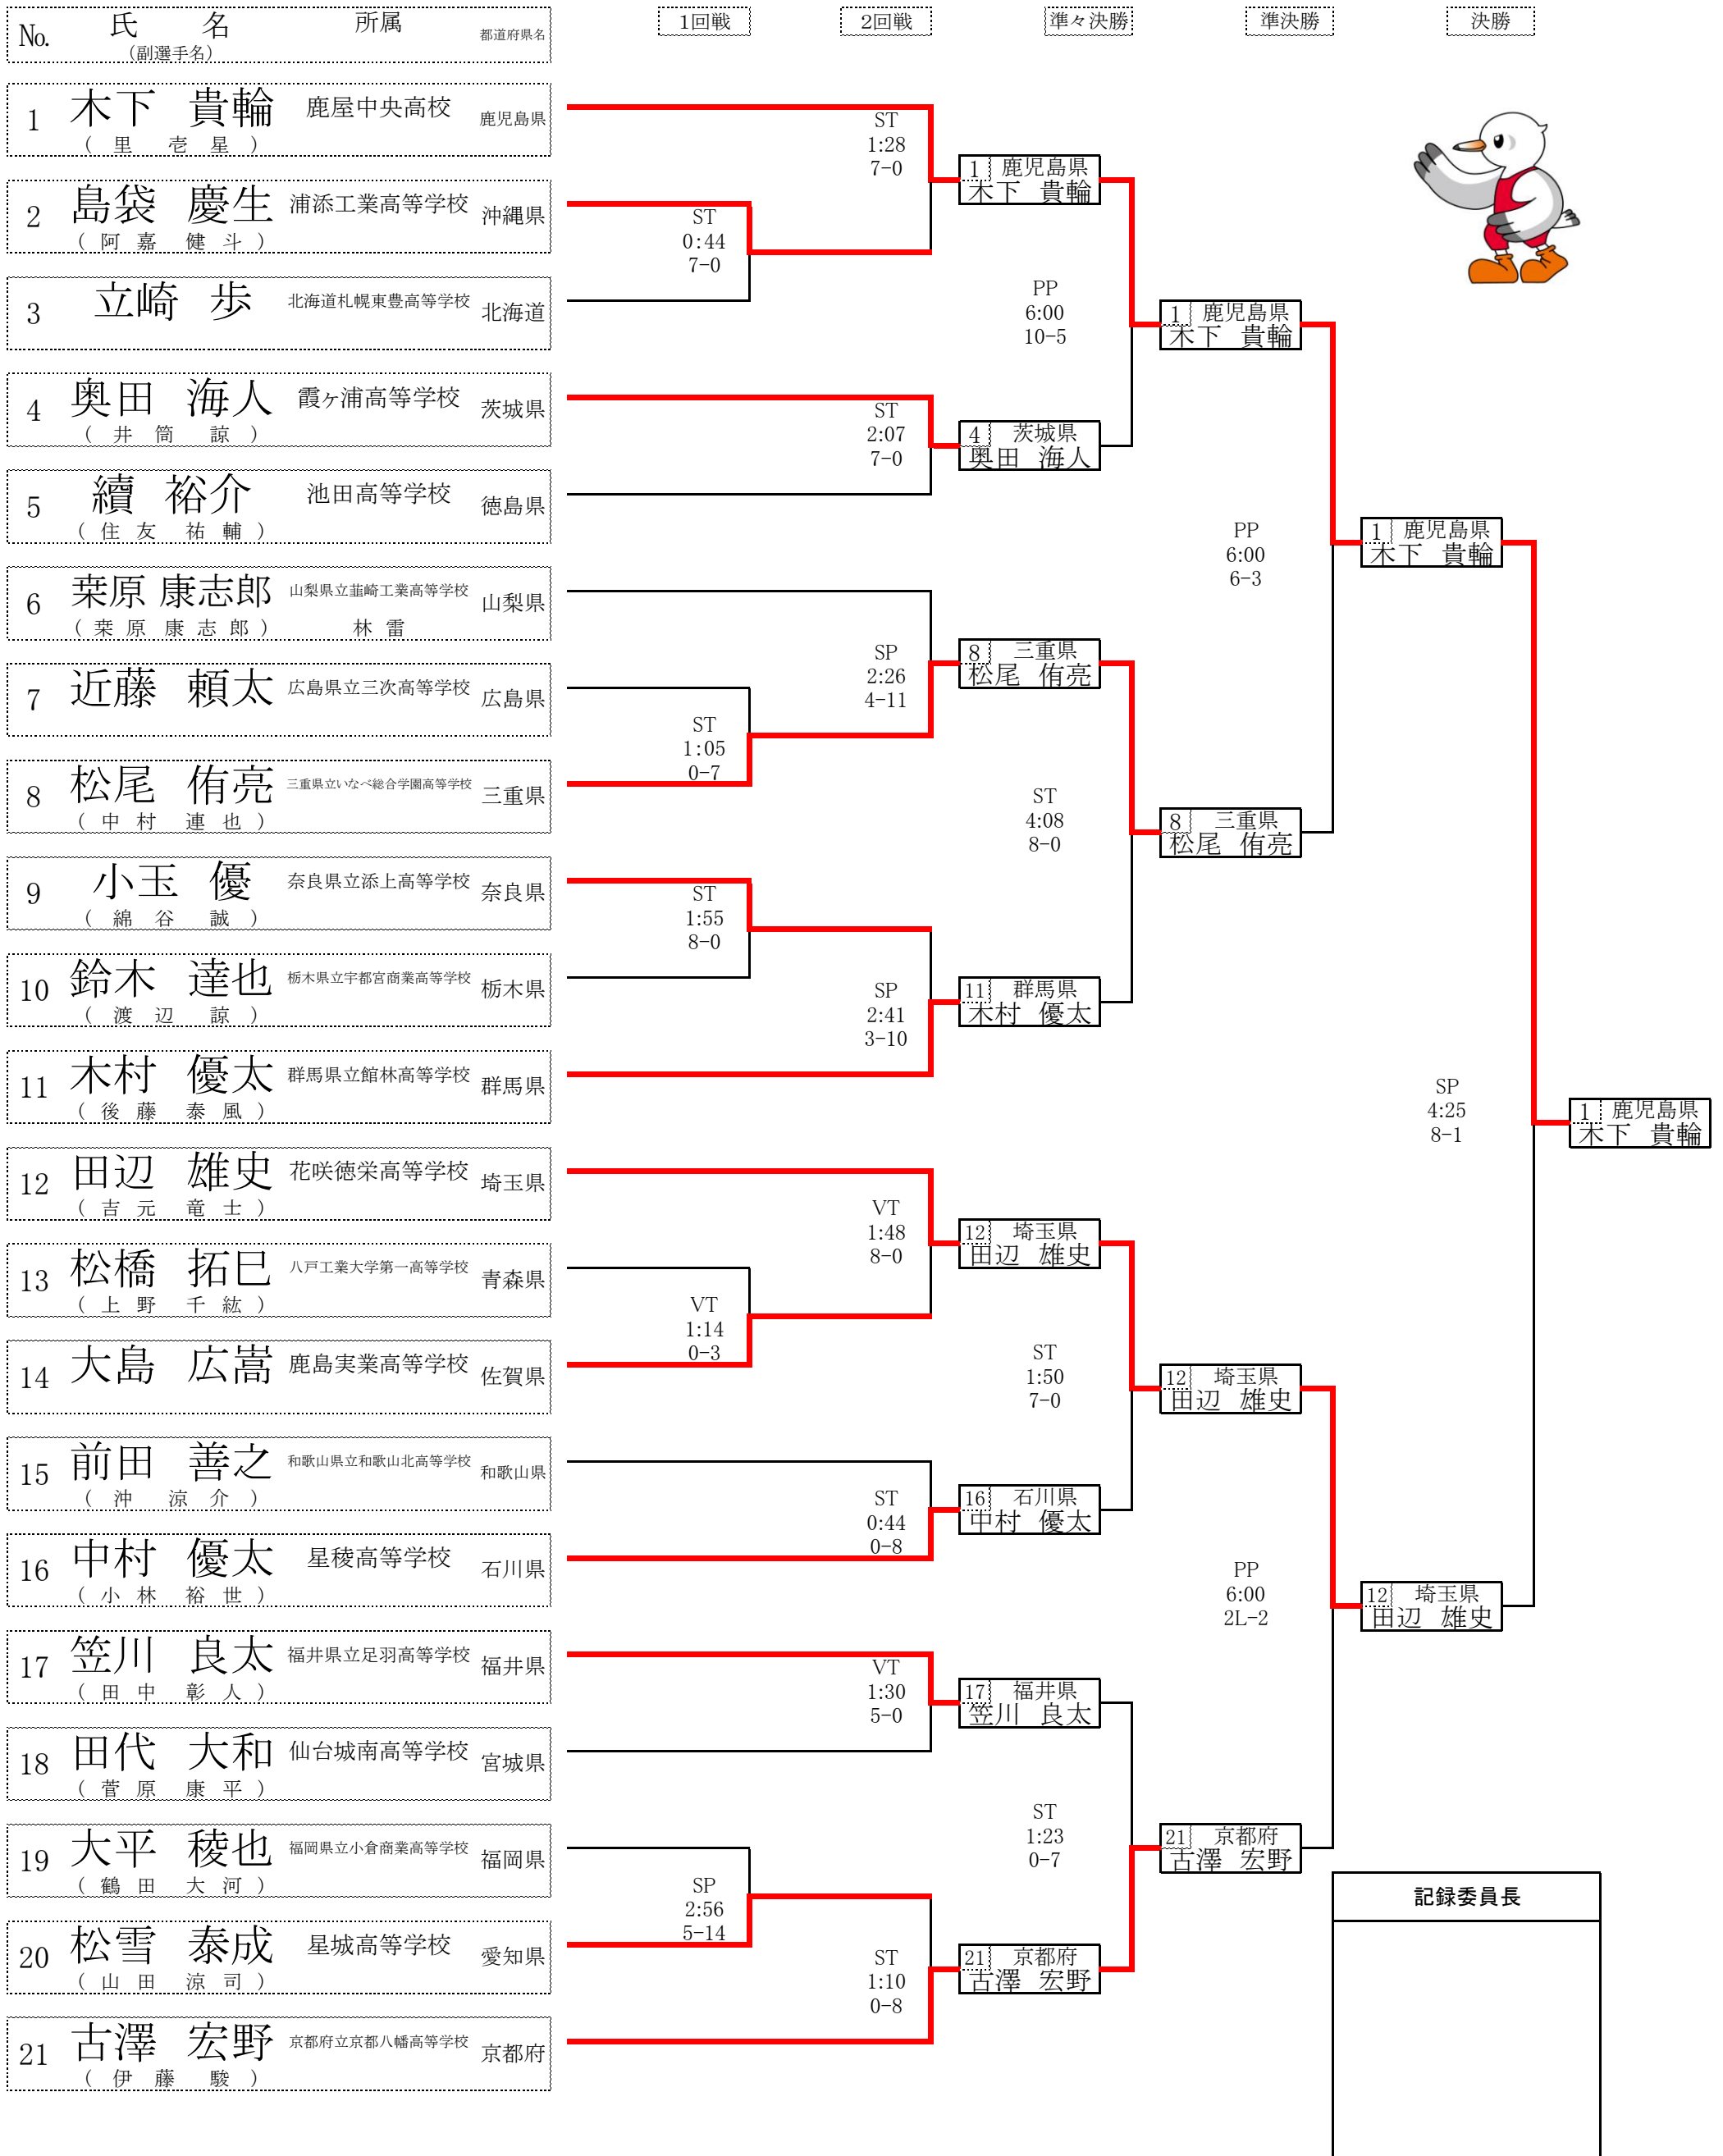 No. 氏 名 所属 都道府県名 1回戦 2回戦 準々決勝 準決勝 決勝
(副選手名)
1 木下 貴輪 鹿屋中央高校 鹿児島県
( 里 壱 星 )
2 島袋 慶生 浦添工業高等学校 沖縄県
( 阿 嘉 健 斗 )
3 立崎 歩 北海道札幌東豊高等学校 北海道
4 奥田 海人 霞ヶ浦高等学校 茨城県
( 井 筒 諒 )
5 續 裕介 池田高等学校 徳島県
( 住 友 祐 輔 )
6 桒原 康志郎 山梨県立韮崎工業高等学校 山梨県
( 桒 原 康 志 郎 ) 林 雷
7 近藤 頼太 広島県立三次高等学校 広島県
8 松尾 侑亮 三重県立いなべ総合学園高等学校 三重県
( 中 村 連 也 )
9 小玉 優 奈良県立添上高等学校 奈良県
( 綿 谷 誠 )
10 鈴木 達也 栃木県立宇都宮商業高等学校 栃木県
( 渡 辺 諒 )
11 木村 優太 群馬県立館林高等学校 群馬県
( 後 藤 泰 風 )
12 田辺 雄史 花咲徳栄高等学校 埼玉県
( 吉 元 竜 士 )
13 松橋 拓巳 八戸工業大学第一高等学校 青森県
( 上 野 千 紘 )
14 大島 広嵩 鹿島実業高等学校 佐賀県
15 前田 善之 和歌山県立和歌山北高等学校 和歌山県
( 沖 涼 介 )
16 中村 優太 星稜高等学校 石川県
( 小 林 裕 世 )
17 笠川 良太 福井県立足羽高等学校 福井県
( 田 中 彰 人 )
18 田代 大和 仙台城南高等学校 宮城県
( 菅 原 康 平 )
19 大平 稜也 福岡県立小倉商業高等学校 福岡県
( 鶴 田 大 河 )
20 松雪 泰成 星城高等学校 愛知県
( 山 田 涼 司 )
21 古澤 宏野 京都府立京都八幡高等学校 京都府
( 伊 藤 駿 )
ST
0:44
7-0
ST
1:05
0-7
ST
1:55
8-0
VT
1:14
0-3
SP
2:56
5-14
ST
1:28
7-0
ST
2:07
7-0
SP
2:26
4-11
SP
2:41
3-10
VT
1:48
8-0
ST
0:44
0-8
VT
1:30
5-0
ST
1:10
0-8
1 鹿児島県
木下 貴輪
4 茨城県
奥田 海人
8 三重県
松尾 侑亮
11 群馬県
木村 優太
12 埼玉県
田辺 雄史
16 石川県
中村 優太
17 福井県
笠川 良太
21 京都府
古澤 宏野
PP
6:00
10-5
ST
4:08
8-0
ST
1:50
7-0
ST
1:23
0-7
1 鹿児島県
木下 貴輪
8 三重県
松尾 侑亮
12 埼玉県
田辺 雄史
21 京都府
古澤 宏野
PP
6:00
6-3
PP
6:00
2L-2
1 鹿児島県
木下 貴輪
12 埼玉県
田辺 雄史
SP
4:25
8-1
1 鹿児島県
木下 貴輪
記録委員長